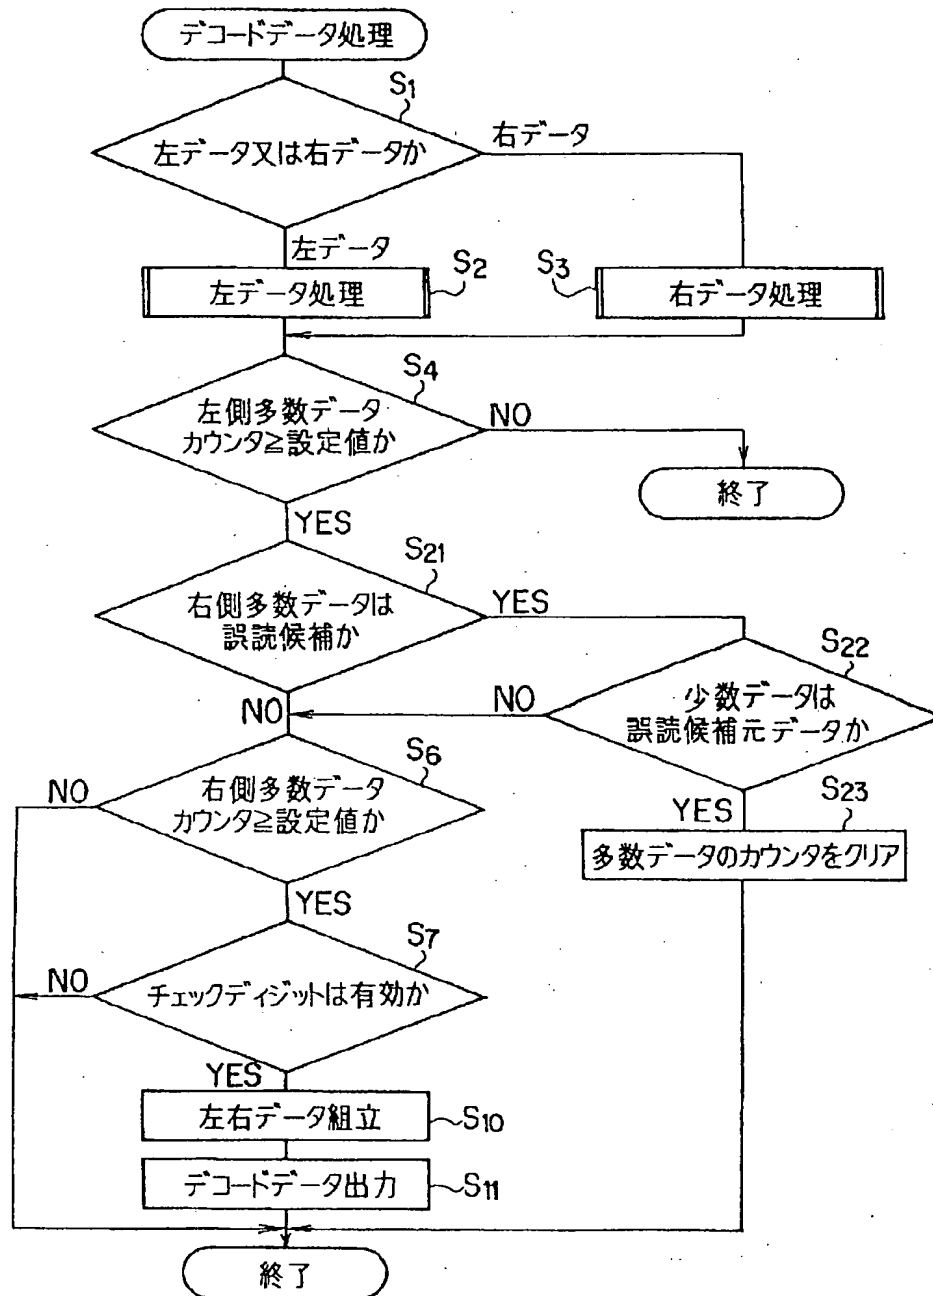 デコードデータ処理
S1
左データ又は右データか
右データ
左データ
左データ処理
S2
S3
右データ処理
S4
左側多数データ
カウンタ≧設定値か
NO
終了
YES
S21
右側多数データは
誤読候補か
YES
S22
少数データは
誤読候補元データか
NO
NO
S6
右側多数データ
カウンタ≧設定値か
NO
YES
S23
多数データのカウンタをクリア
YES
S7
チェックディジットは有効か
NO
YES
左右データ組立
S10
デコードデータ出力
S11
終了